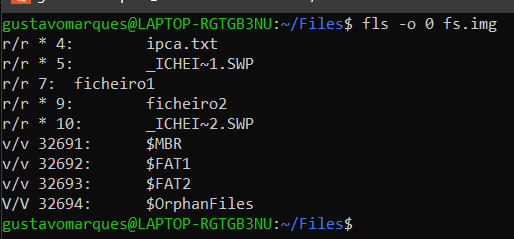 gustavomarques@LAPTOP-RGTGB3NU:~/Files$ fls -o 0 fs.img
r/r * 4:        ipca.txt
r/r * 5:        _ICHEI~1.SWP
r/r 7:  ficheiro1
r/r * 9:        ficheiro2
r/r * 10:       _ICHEI~2.SWP
v/v 32691:      $MBR
v/v 32692:      $FAT1
v/v 32693:      $FAT2
V/V 32694:      $OrphanFiles
gustavomarques@LAPTOP-RGTGB3NU:~/Files$